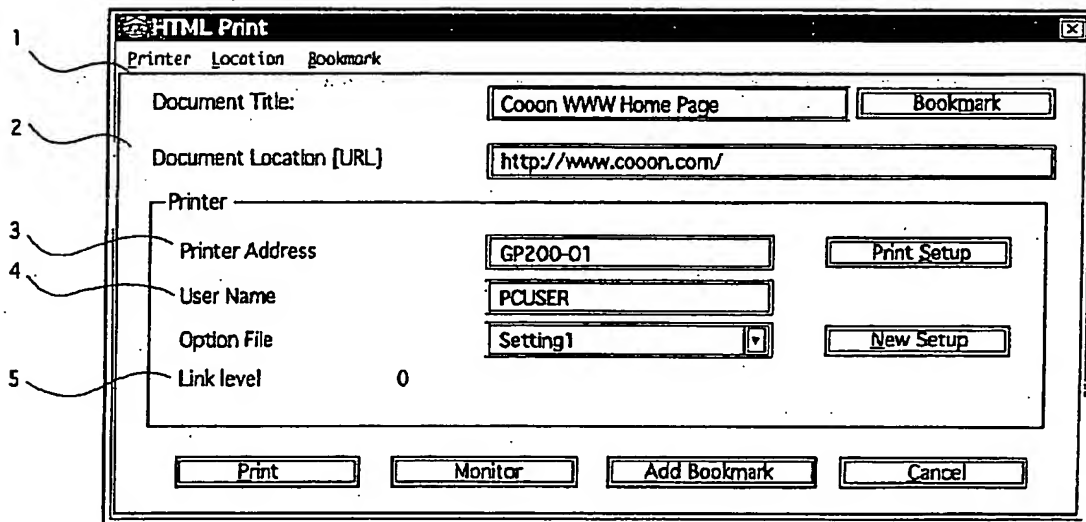 HTML Print
Printer Location Bookmark
1
Document Title: Cooon WWW Home Page Bookmark
2
Document Location [URL] http://www.cooon.com/
Printer
3
Printer Address GP200-01 Print Setup
4
User Name PCUSER
Option File Setting1 New Setup
5
Link level 0
Print Monitor Add Bookmark Cancel